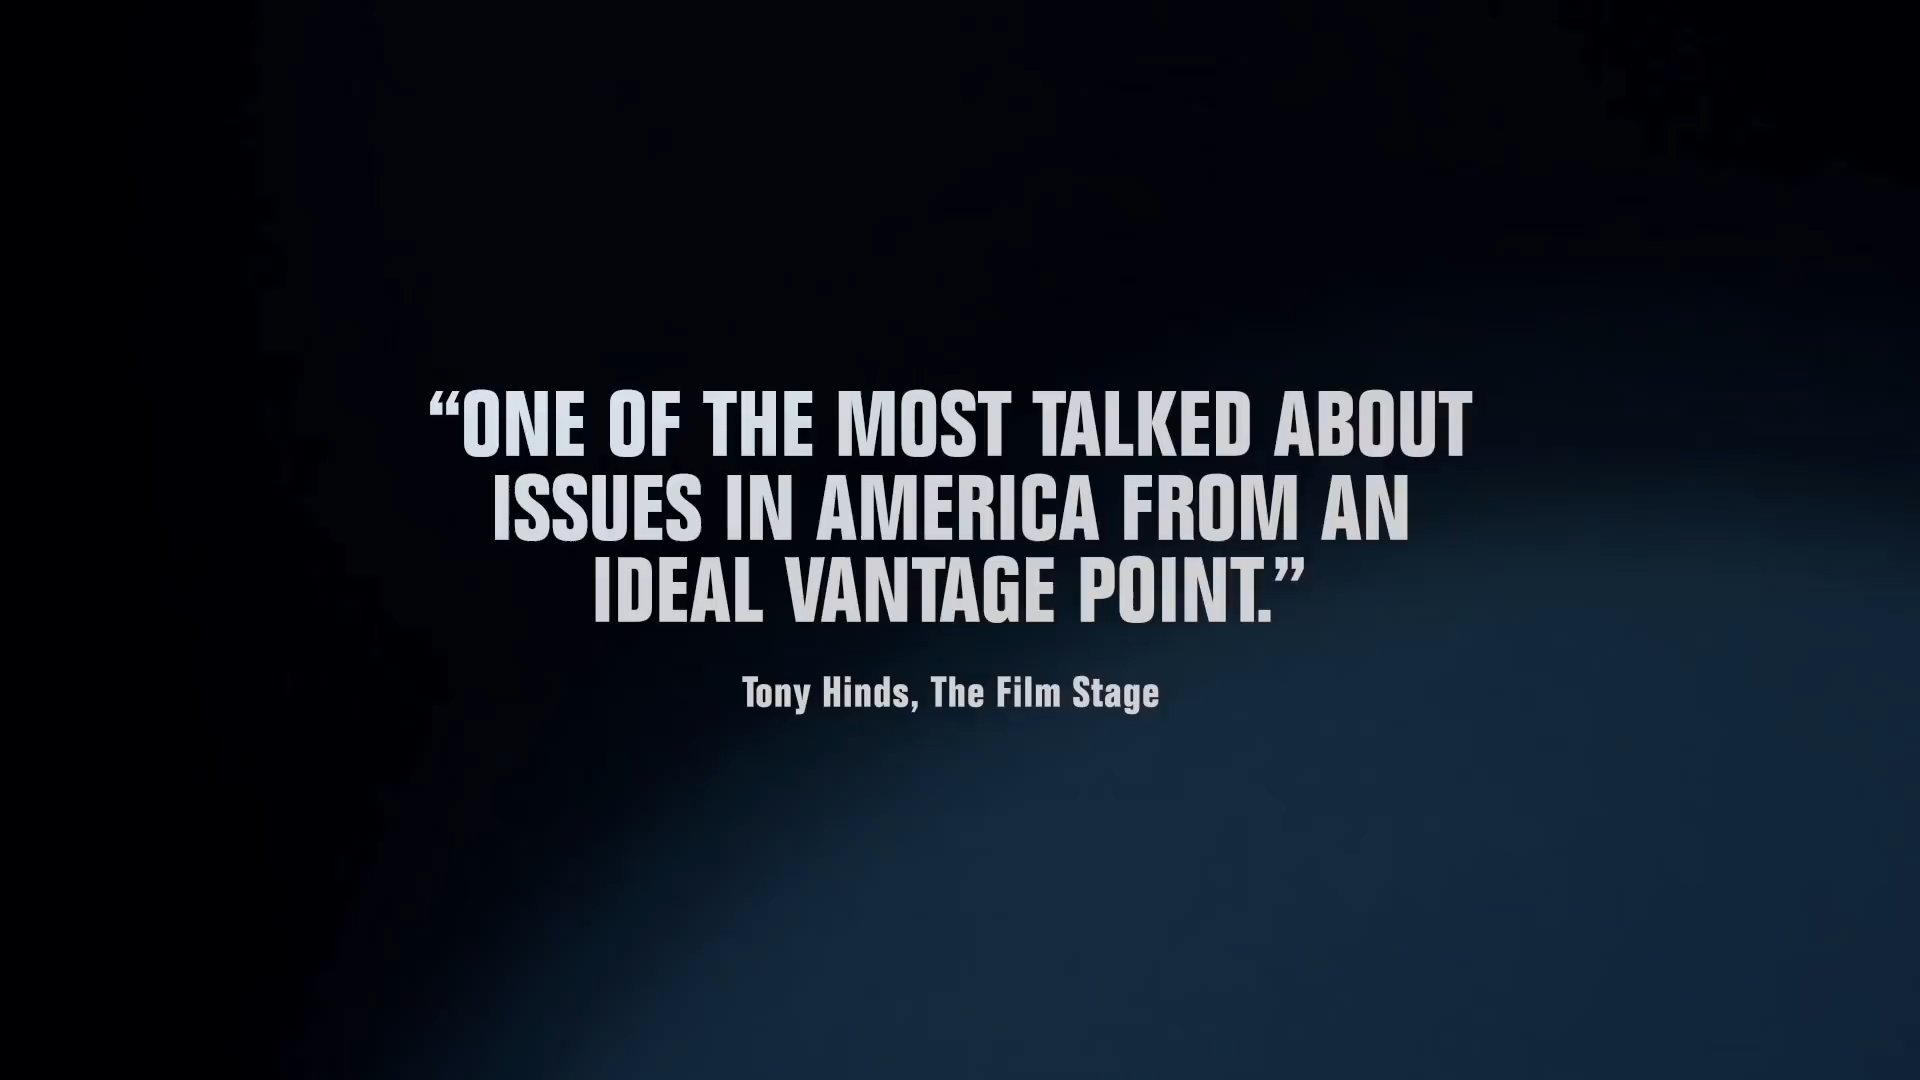 “ONE OF THE MOST TALKED ABOUT
ISSUES IN AMERICA FROM AN
IDEAL VANTAGE POINT.”
Tony Hinds, The Film Stage